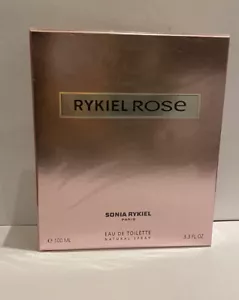 RYKIEL ROSE
SONIA RYKIEL
PARIS
EAU DE TOILETTE
NATURAL SPRAY
e 100 ML 3.3 FL OZ